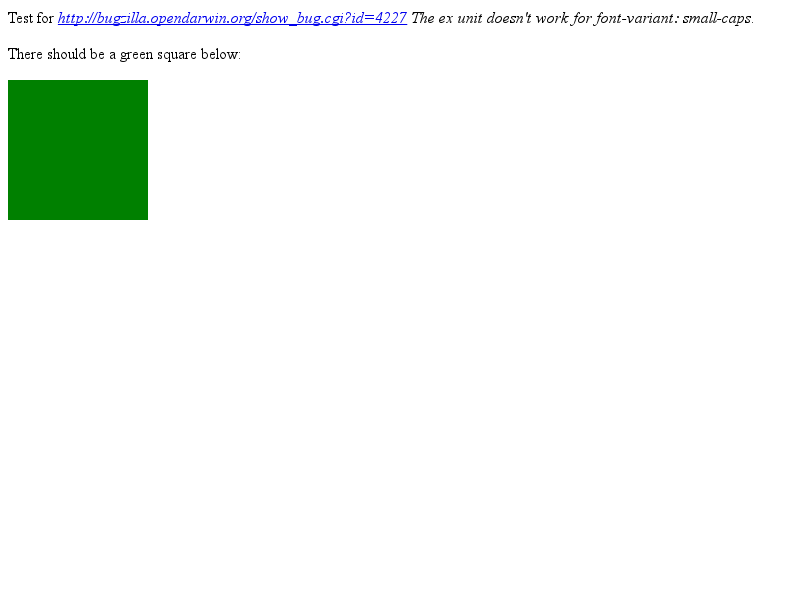 Test for http://bugzilla.opendarwin.org/show_bug.cgi?id=4227 The ex unit doesn't work for font-variant: small-caps.
There should be a green square below: